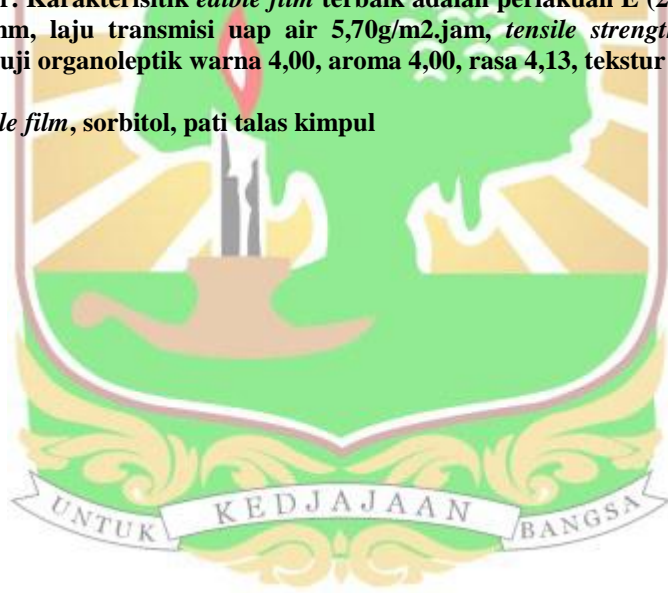 1. Karakterisitik edible film terbaik adalah perlakuan E (2
nm, laju transmisi uap air 5,70g/m2.jam, tensile strength
uji organoleptik warna 4,00, aroma 4,00, rasa 4,13, tekstur
le film, sorbitol, pati talas kimpul
UNTUK KEDJAJAAN BANGSA